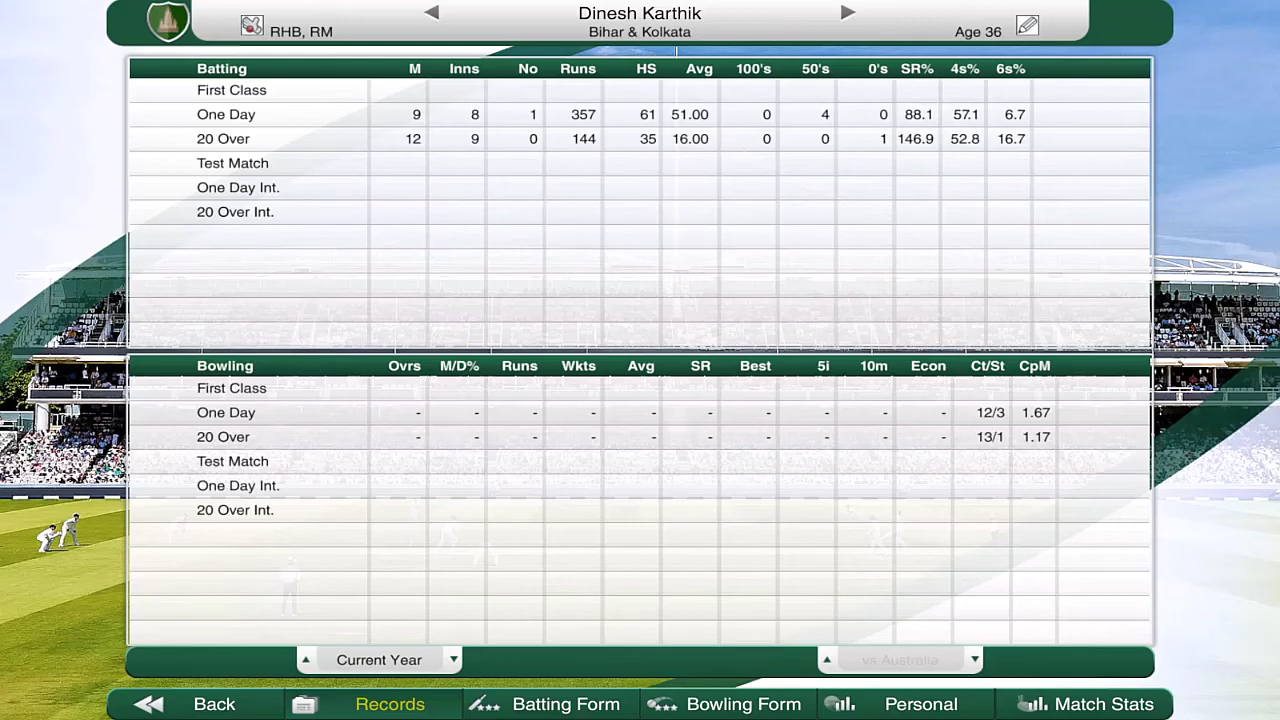 Dinesh Karthik
RHB, RM Bihar & Kolkata Age 36
Batting M Inns No Runs HS Avg 100's 50's 0's SR% 4s% 6s%
First Class
One Day 9 8 1 357 61 51.00 0 4 0 88.1 57.1 6.7
20 Over 12 9 0 144 35 16.00 0 0 1 146.9 52.8 16.7
Test Match
One Day Int.
20 Over Int.
Bowling Ovrs M/D% Runs Wkts Avg SR Best 5i 10m Econ Ct/St CpM
First Class
One Day - - - - - - - - - - 12/3 1.67
20 Over - - - - - - - - - - 13/1 1.17
Test Match
One Day Int.
20 Over Int.
Current Year vs Australia
Back Records Batting Form Bowling Form Personal Match Stats